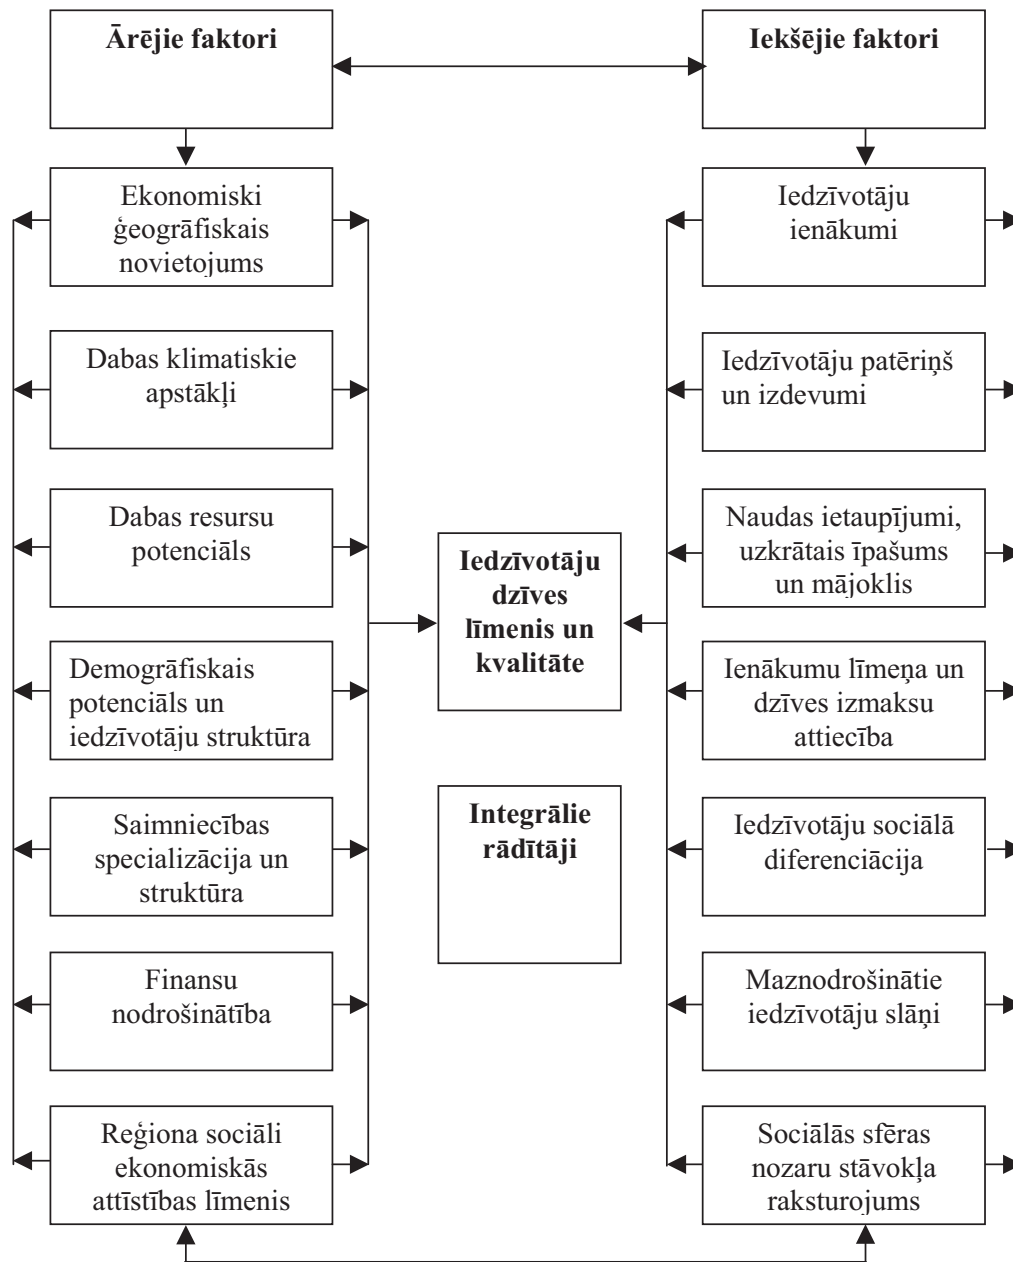 Ārējie faktori
Iekšējie faktori
Ekonomiski
ģeogrāfiskais
novietojums
Iedzīvotāju
ienākumi
Dabas klimatiskie
apstākļi
Iedzīvotāju patēriņš
un izdevumi
Dabas resursu
potenciāls
Naudas ietaupījumi,
uzkrātais īpašums
un mājoklis
Iedzīvotāju
dzīves
līmenis un
kvalitāte
Demogrāfiskais
potenciāls un
iedzīvotāju struktūra
Ienākumu līmeņa un
dzīves izmaksu
attiecība
Integrālie
rādītāji
Saimniecības
specializācija un
struktūra
Iedzīvotāju sociālā
diferenciācija
Finansu
nodrošinātība
Maznodrošinātie
iedzīvotāju slāņi
Reģiona sociāli
ekonomiskās
attīstības līmenis
Sociālās sfēras
nozaru stāvokļa
raksturojums